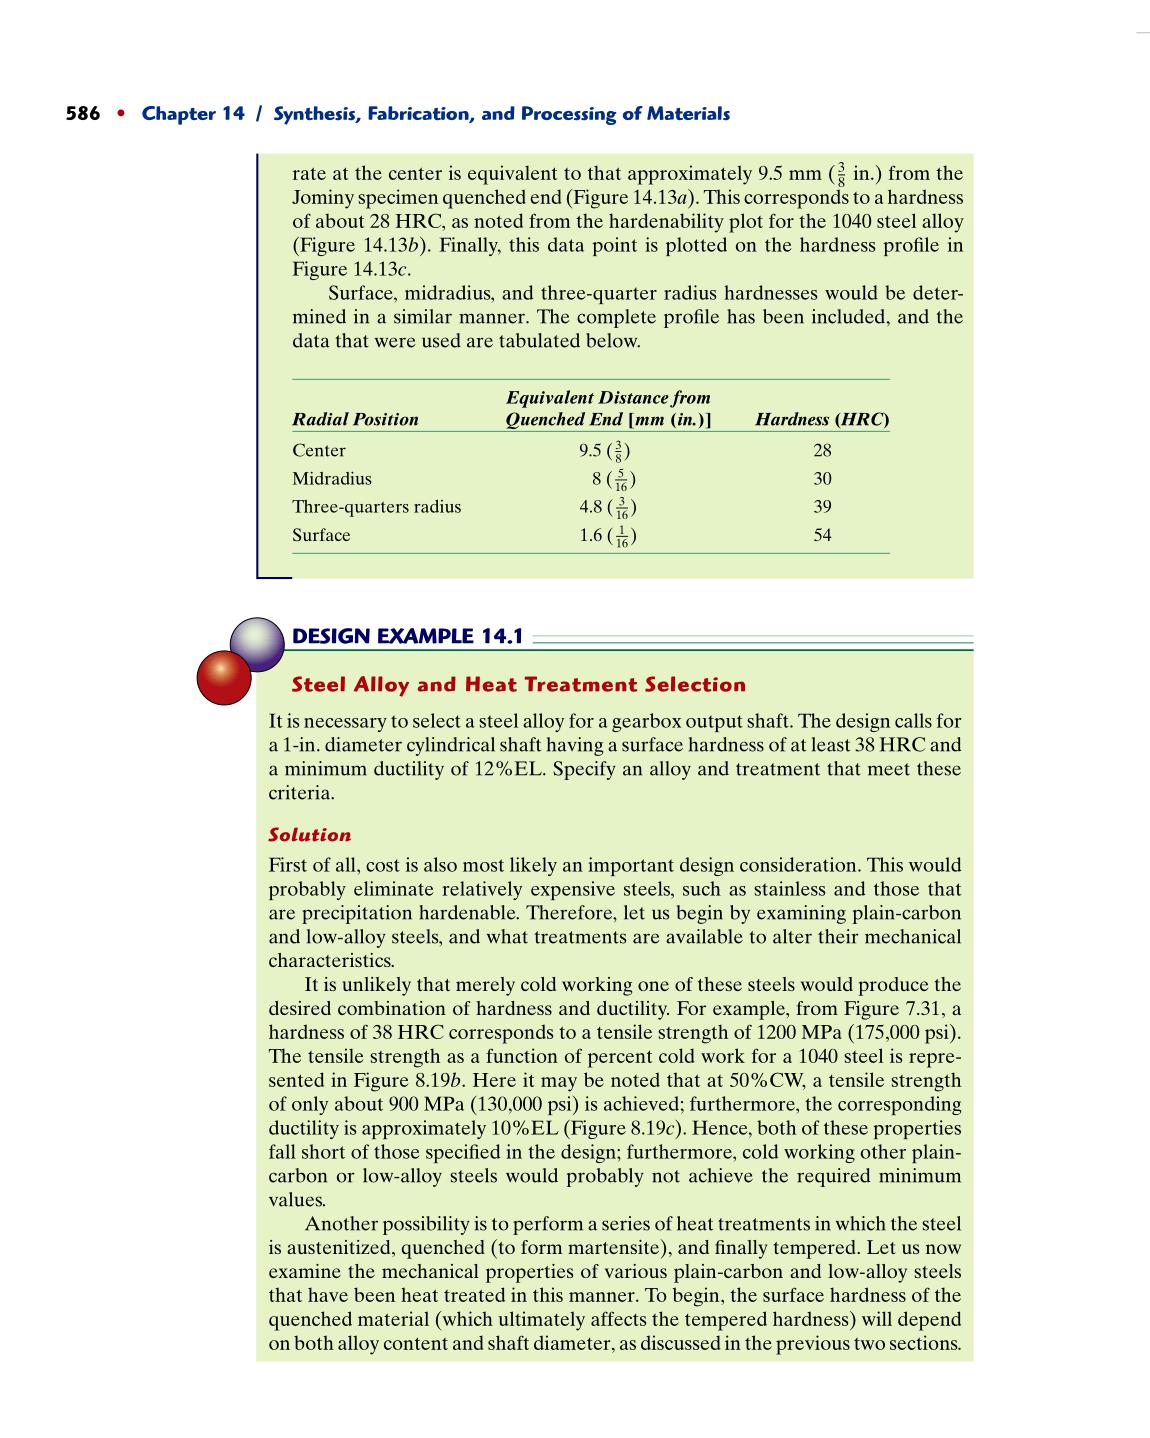 586 • Chapter 14 / Synthesis, Fabrication, and Processing of Materials
rate at the center is equivalent to that approximately 9.5 mm (3/8 in.) from the
Jominy specimen quenched end (Figure 14.13a). This corresponds to a hardness
of about 28 HRC, as noted from the hardenability plot for the 1040 steel alloy
(Figure 14.13b). Finally, this data point is plotted on the hardness profile in
Figure 14.13c.
Surface, midradius, and three-quarter radius hardnesses would be deter-
mined in a similar manner. The complete profile has been included, and the
data that were used are tabulated below.
Equivalent Distance from
Radial Position Quenched End [mm (in.)] Hardness (HRC)
Center 9.5 (3/8) 28
Midradius 8 (5/16) 30
Three-quarters radius 4.8 (3/16) 39
Surface 1.6 (1/16) 54
DESIGN EXAMPLE 14.1
Steel Alloy and Heat Treatment Selection
It is necessary to select a steel alloy for a gearbox output shaft. The design calls for
a 1-in. diameter cylindrical shaft having a surface hardness of at least 38 HRC and
a minimum ductility of 12%EL. Specify an alloy and treatment that meet these
criteria.
Solution
First of all, cost is also most likely an important design consideration. This would
probably eliminate relatively expensive steels, such as stainless and those that
are precipitation hardenable. Therefore, let us begin by examining plain-carbon
and low-alloy steels, and what treatments are available to alter their mechanical
characteristics.
It is unlikely that merely cold working one of these steels would produce the
desired combination of hardness and ductility. For example, from Figure 7.31, a
hardness of 38 HRC corresponds to a tensile strength of 1200 MPa (175,000 psi).
The tensile strength as a function of percent cold work for a 1040 steel is repre-
sented in Figure 8.19b. Here it may be noted that at 50%CW, a tensile strength
of only about 900 MPa (130,000 psi) is achieved; furthermore, the corresponding
ductility is approximately 10%EL (Figure 8.19c). Hence, both of these properties
fall short of those specified in the design; furthermore, cold working other plain-
carbon or low-alloy steels would probably not achieve the required minimum
values.
Another possibility is to perform a series of heat treatments in which the steel
is austenitized, quenched (to form martensite), and finally tempered. Let us now
examine the mechanical properties of various plain-carbon and low-alloy steels
that have been heat treated in this manner. To begin, the surface hardness of the
quenched material (which ultimately affects the tempered hardness) will depend
on both alloy content and shaft diameter, as discussed in the previous two sections.